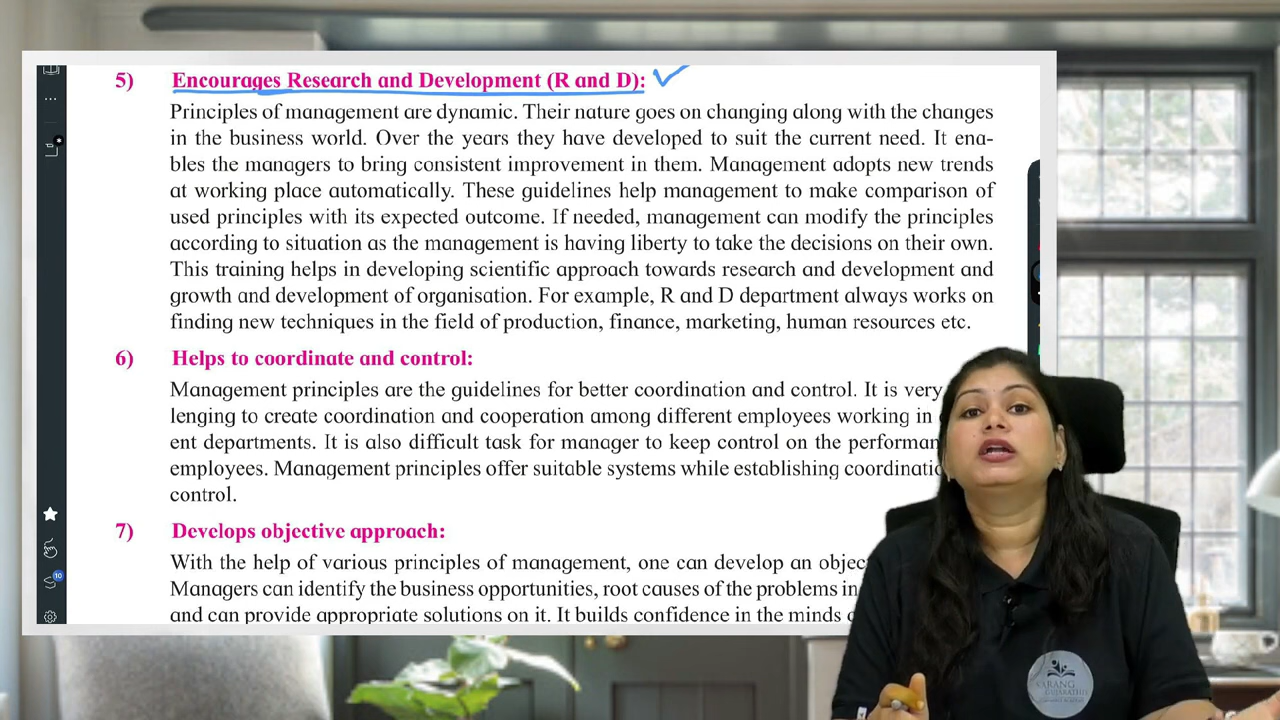 5) Encourages Research and Development (R and D):
Principles of management are dynamic. Their nature goes on changing along with the changes
in the business world. Over the years they have developed to suit the current need. It ena-
bles the managers to bring consistent improvement in them. Management adopts new trends
at working place automatically. These guidelines help management to make comparison of
used principles with its expected outcome. If needed, management can modify the principles
according to situation as the management is having liberty to take the decisions on their own.
This training helps in developing scientific approach towards research and development and
growth and development of organisation. For example, R and D department always works on
finding new techniques in the field of production, finance, marketing, human resources etc.
6) Helps to coordinate and control:
Management principles are the guidelines for better coordination and control. It is very
lenging to create coordination and cooperation among different employees working in
ent departments. It is also difficult task for manager to keep control on the performan
employees. Management principles offer suitable systems while establishing coordinatio
control.
7) Develops objective approach:
With the help of various principles of management, one can develop an objec
Managers can identify the business opportunities, root causes of the problems in
and can provide appropriate solutions on it. It builds confidence in the minds
10
SARANG
GUJARATHI